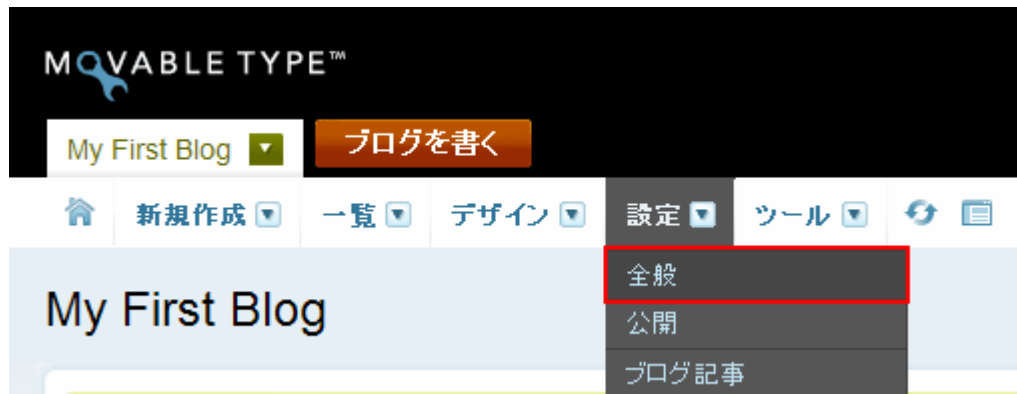 MOVABLE TYPE™
My First Blog ブログを書く
新規作成 一覧 デザイン 設定 ツール
全般
My First Blog
公開
ブログ記事